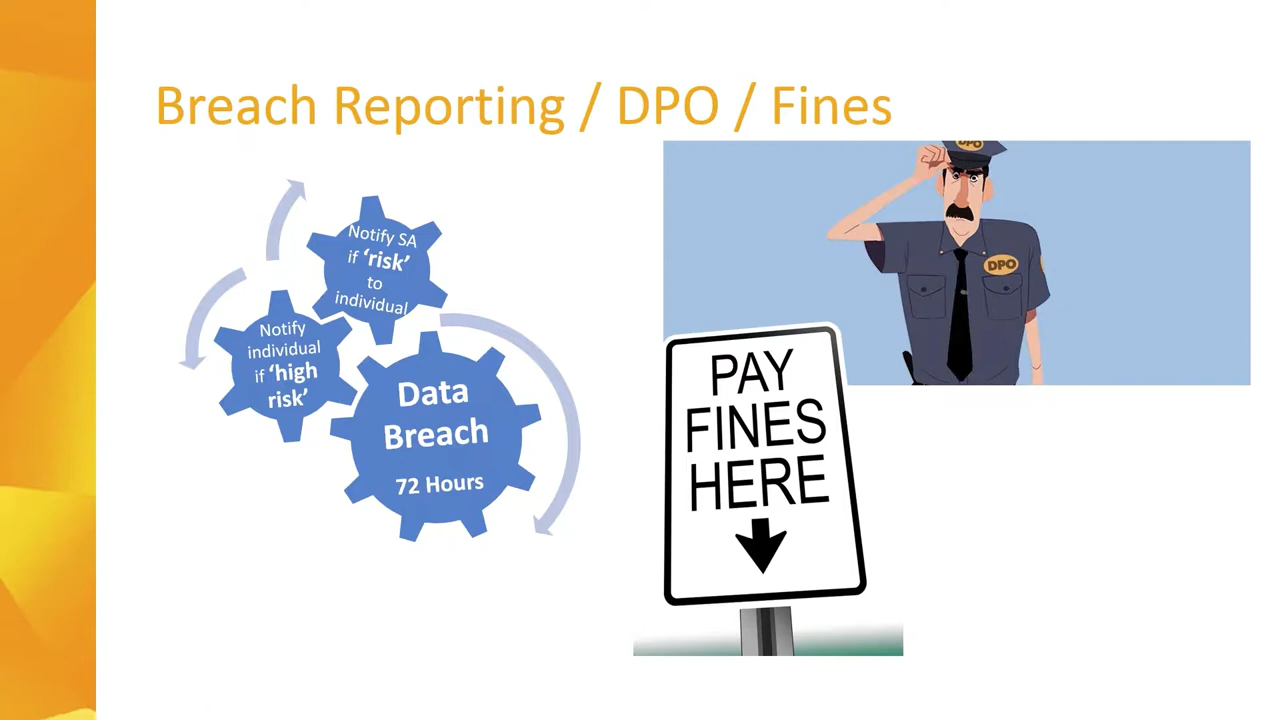 Breach Reporting / DPO / Fines
Notify SA
if ‘risk’
to
individual
Notify
individual
if ‘high
risk’
Data
Breach
72 Hours
DPO
DPO
PAY
FINES
HERE